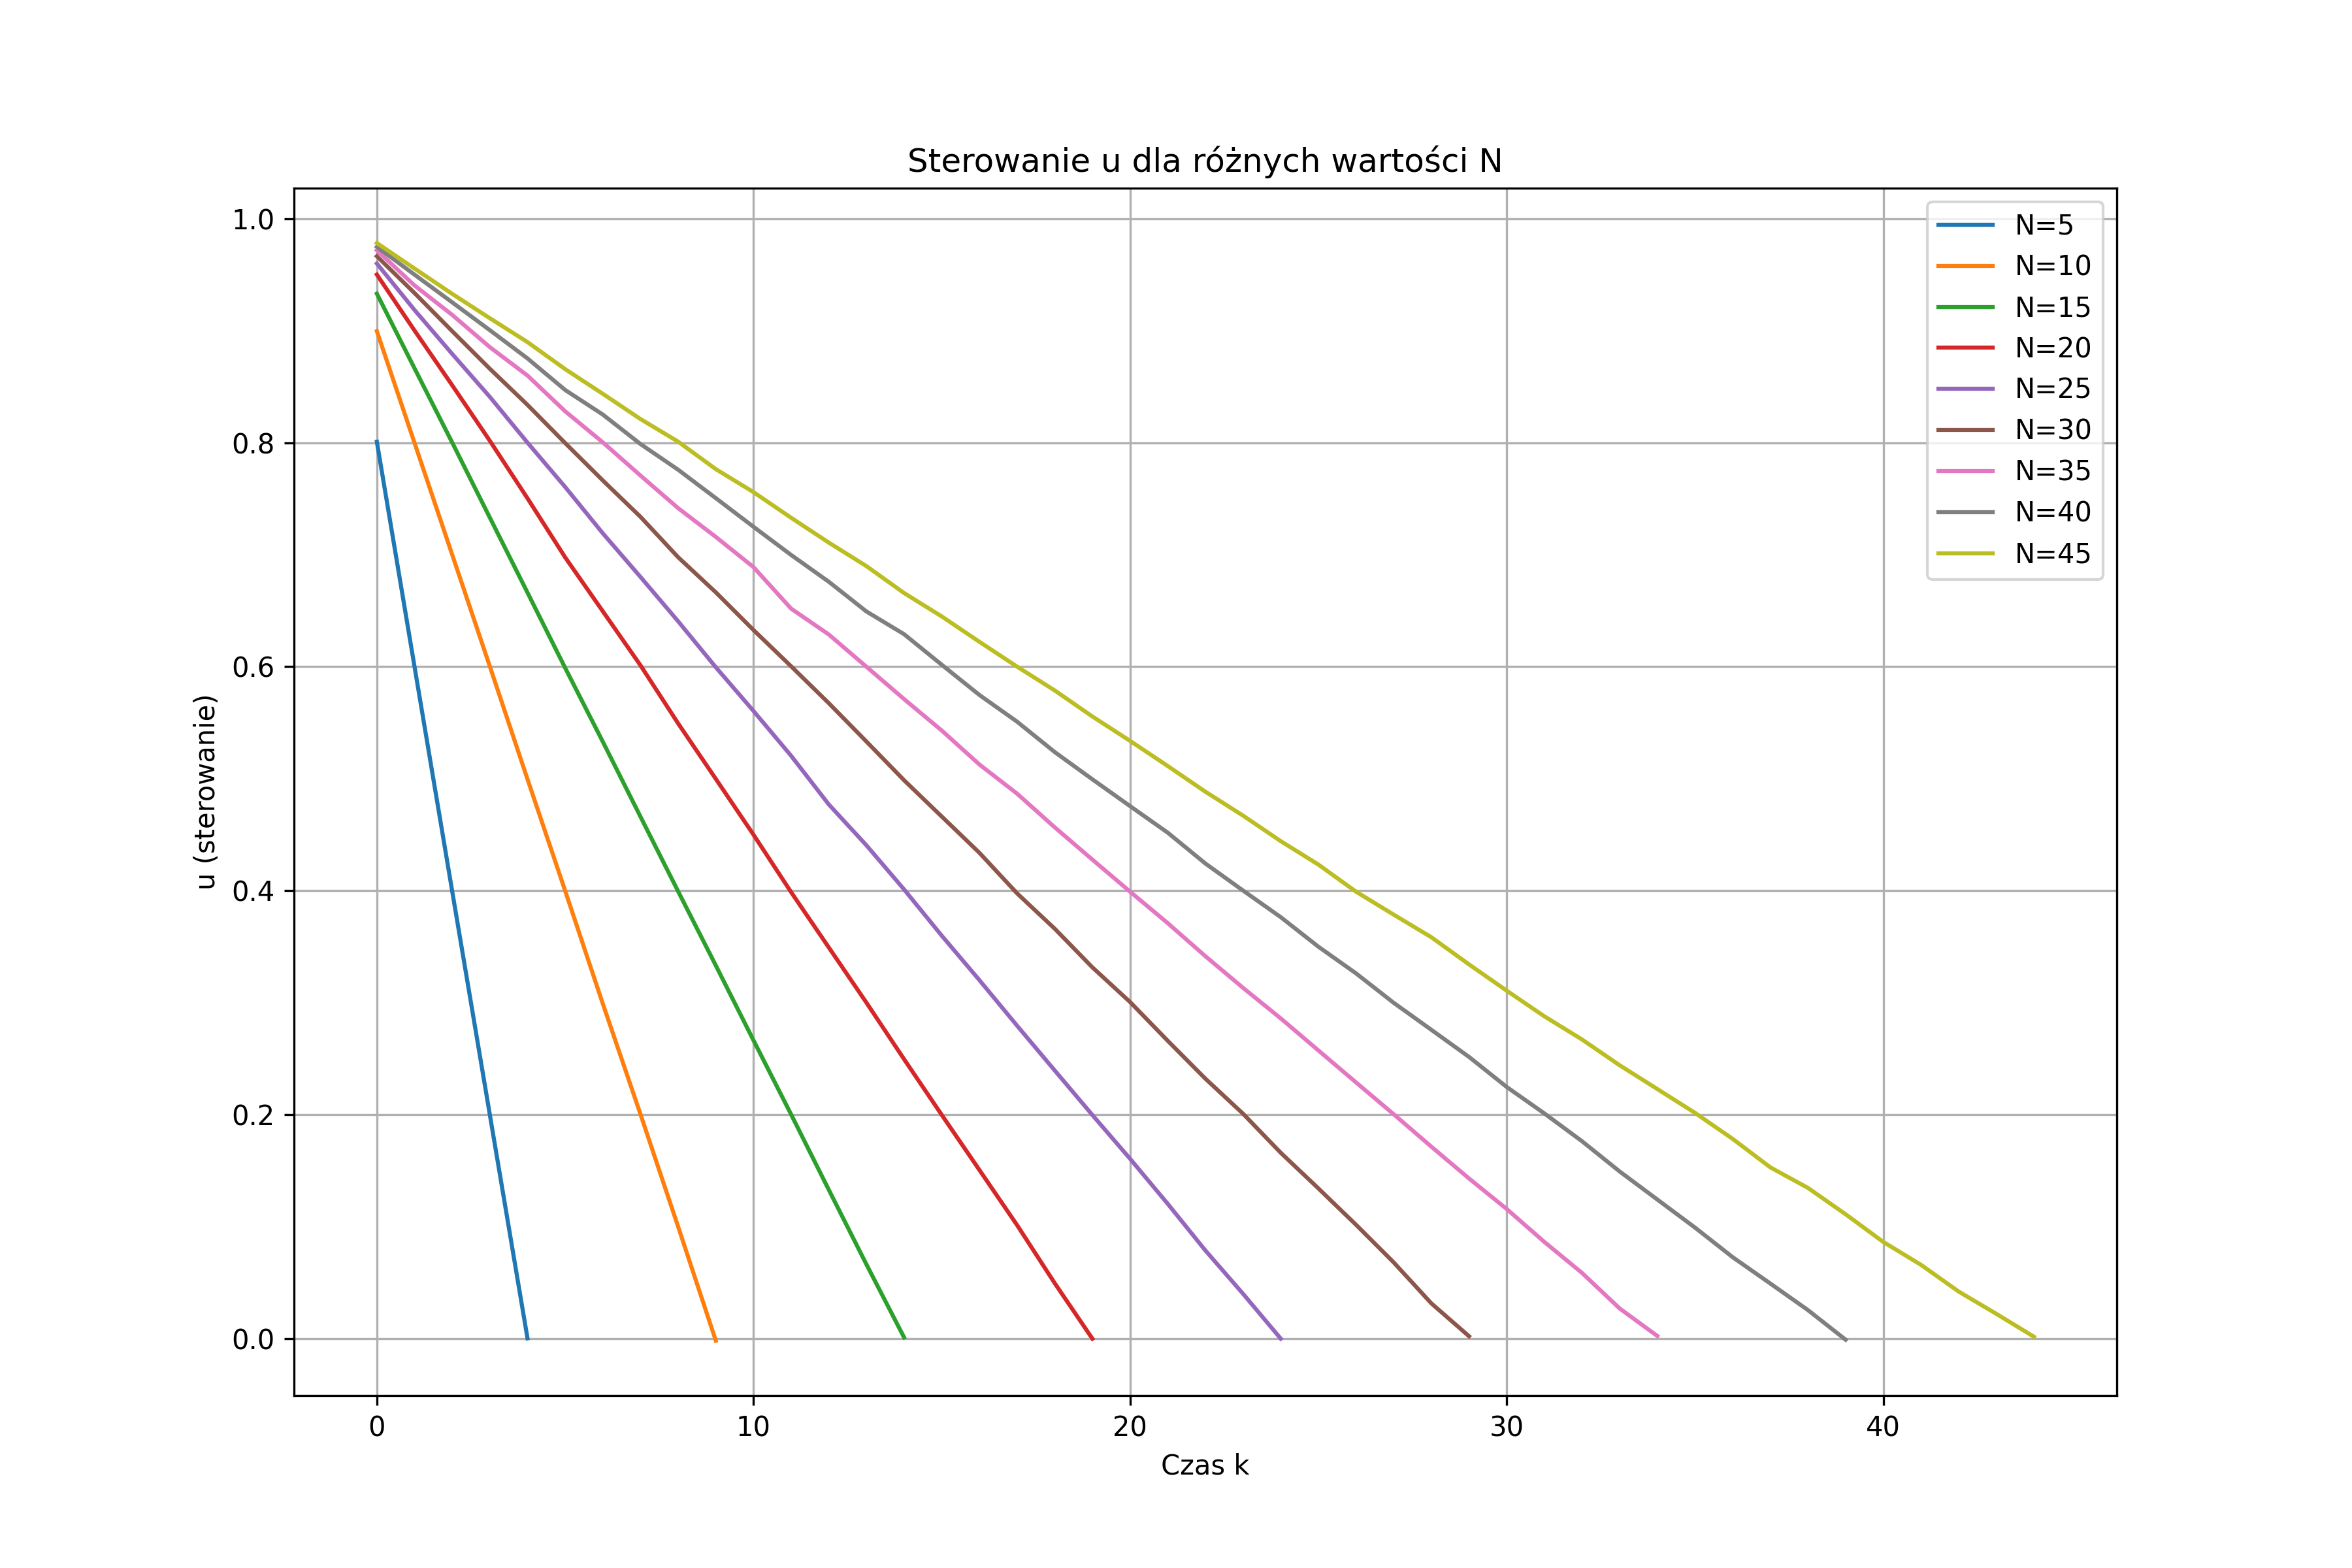 Sterowanie u dla różnych wartości N
1.0
0.8
0.6
0.4
0.2
0.0
u (sterowanie)
0 10 20 30 40
Czas k
N=5
N=10
N=15
N=20
N=25
N=30
N=35
N=40
N=45